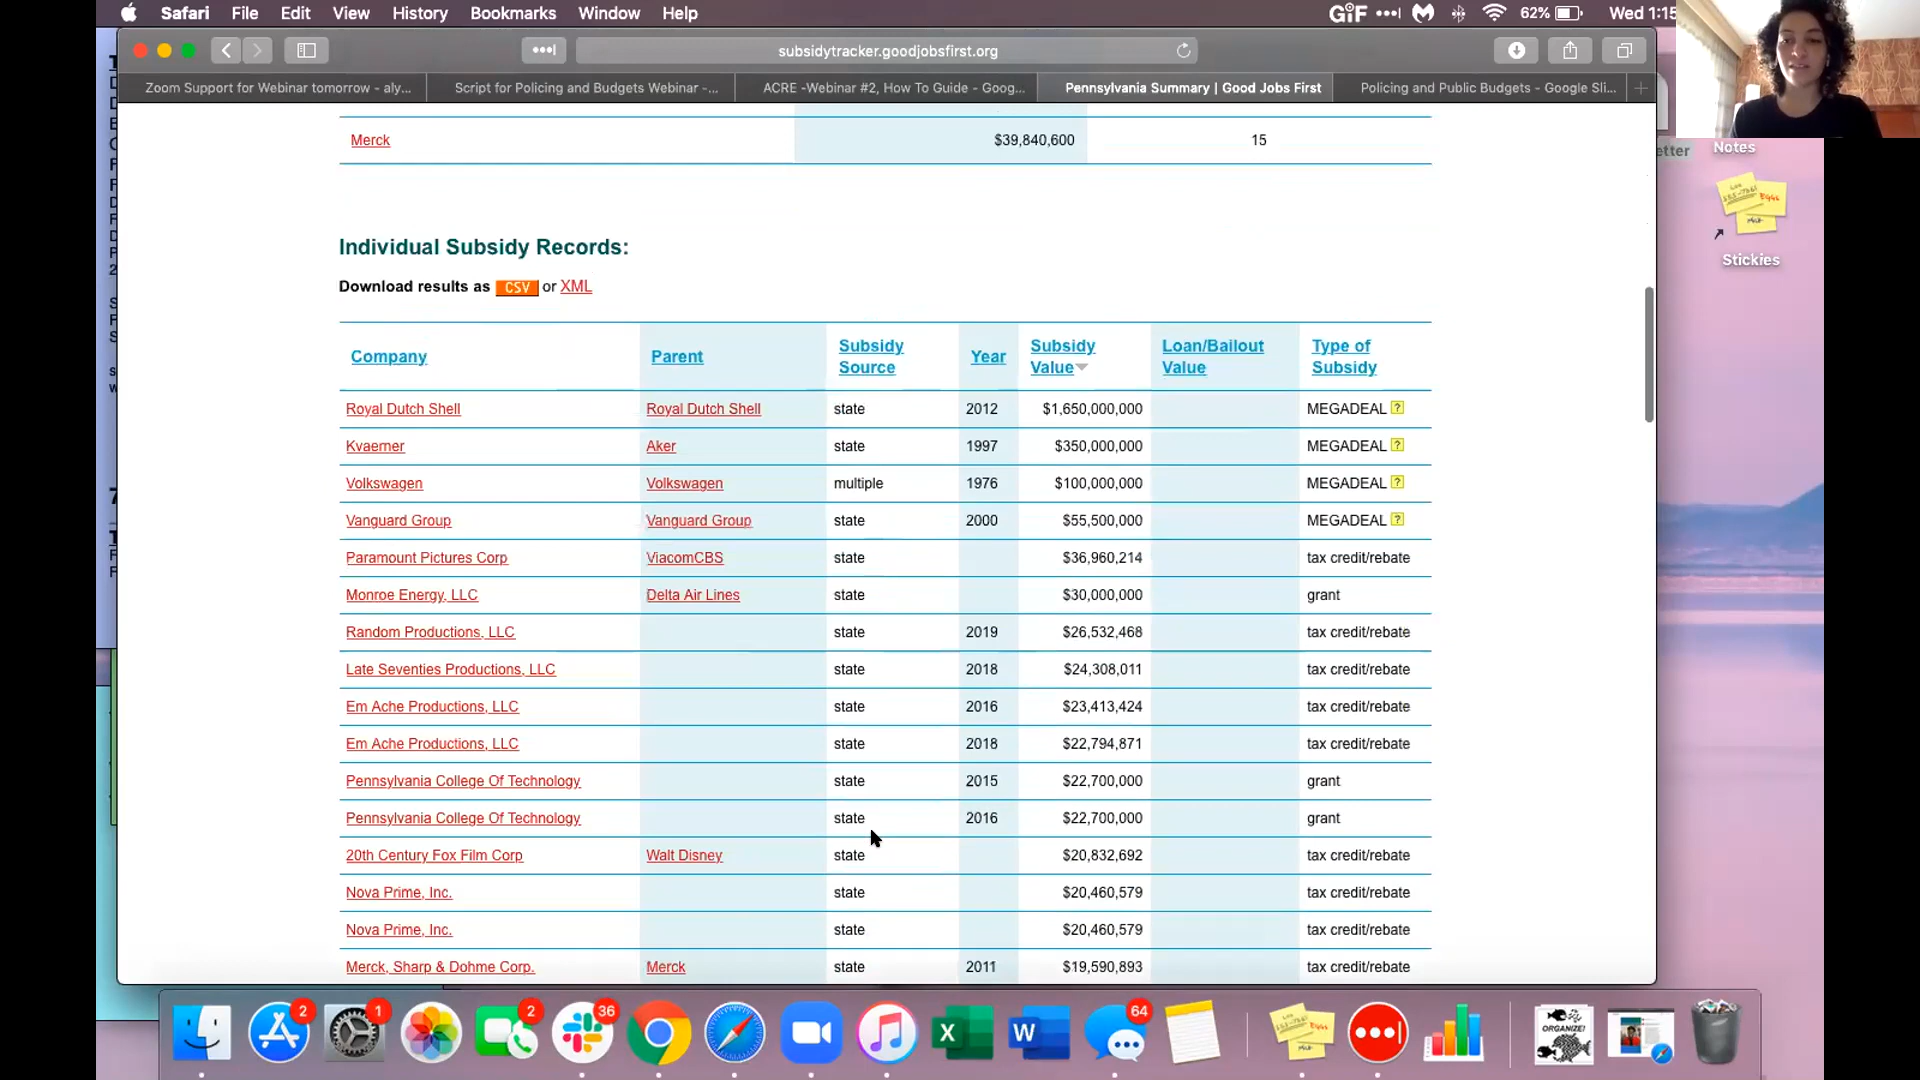 Safari File Edit View History Bookmarks Window Help GIF 62% Wed 1:15
subsidytracker.goodjobsfirst.org
Zoom Support for Webinar tomorrow - aly... Script for Policing and Budgets Webinar -... ACRE -Webinar #2, How To Guide - Goog... Pennsylvania Summary | Good Jobs First Policing and Public Budgets - Google Sli...
Merck $39,840,600 15
etter Notes
Individual Subsidy Records:
Stickies
Download results as CSV or XML
Company Parent Subsidy Source Year Subsidy Value Loan/Bailout Value Type of Subsidy
Royal Dutch Shell Royal Dutch Shell state 2012 $1,650,000,000 MEGADEAL ?
Kvaerner Aker state 1997 $350,000,000 MEGADEAL ?
Volkswagen Volkswagen multiple 1976 $100,000,000 MEGADEAL ?
Vanguard Group Vanguard Group state 2000 $55,500,000 MEGADEAL ?
Paramount Pictures Corp ViacomCBS state $36,960,214 tax credit/rebate
Monroe Energy, LLC Delta Air Lines state $30,000,000 grant
Random Productions, LLC state 2019 $26,532,468 tax credit/rebate
Late Seventies Productions, LLC state 2018 $24,308,011 tax credit/rebate
Em Ache Productions, LLC state 2016 $23,413,424 tax credit/rebate
Em Ache Productions, LLC state 2018 $22,794,871 tax credit/rebate
Pennsylvania College Of Technology state 2015 $22,700,000 grant
Pennsylvania College Of Technology state 2016 $22,700,000 grant
20th Century Fox Film Corp Walt Disney state $20,832,692 tax credit/rebate
Nova Prime, Inc. state $20,460,579 tax credit/rebate
Nova Prime, Inc. state $20,460,579 tax credit/rebate
Merck, Sharp & Dohme Corp. Merck state 2011 $19,590,893 tax credit/rebate
2 1 2 36 64
X W ORGANIZE!